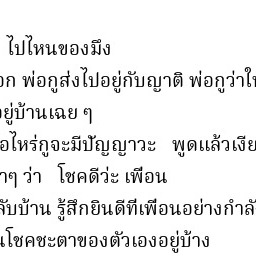 ไปไหนของมึง
อก พ่อกูส่งไปอยู่กับญาติ พ่อกูว่าให
อยู่บ้านเฉย ๆ
อไหร่กูจะมีปัญญาวะ พูดแล้วเงีย
าๆ ว่า โชคดีว่ะ เพื่อน
ลับบ้าน รู้สึกยินดีที่เพื่อนอย่างกำลั
นโชคชะตาของตัวเองอยู่บ้าง